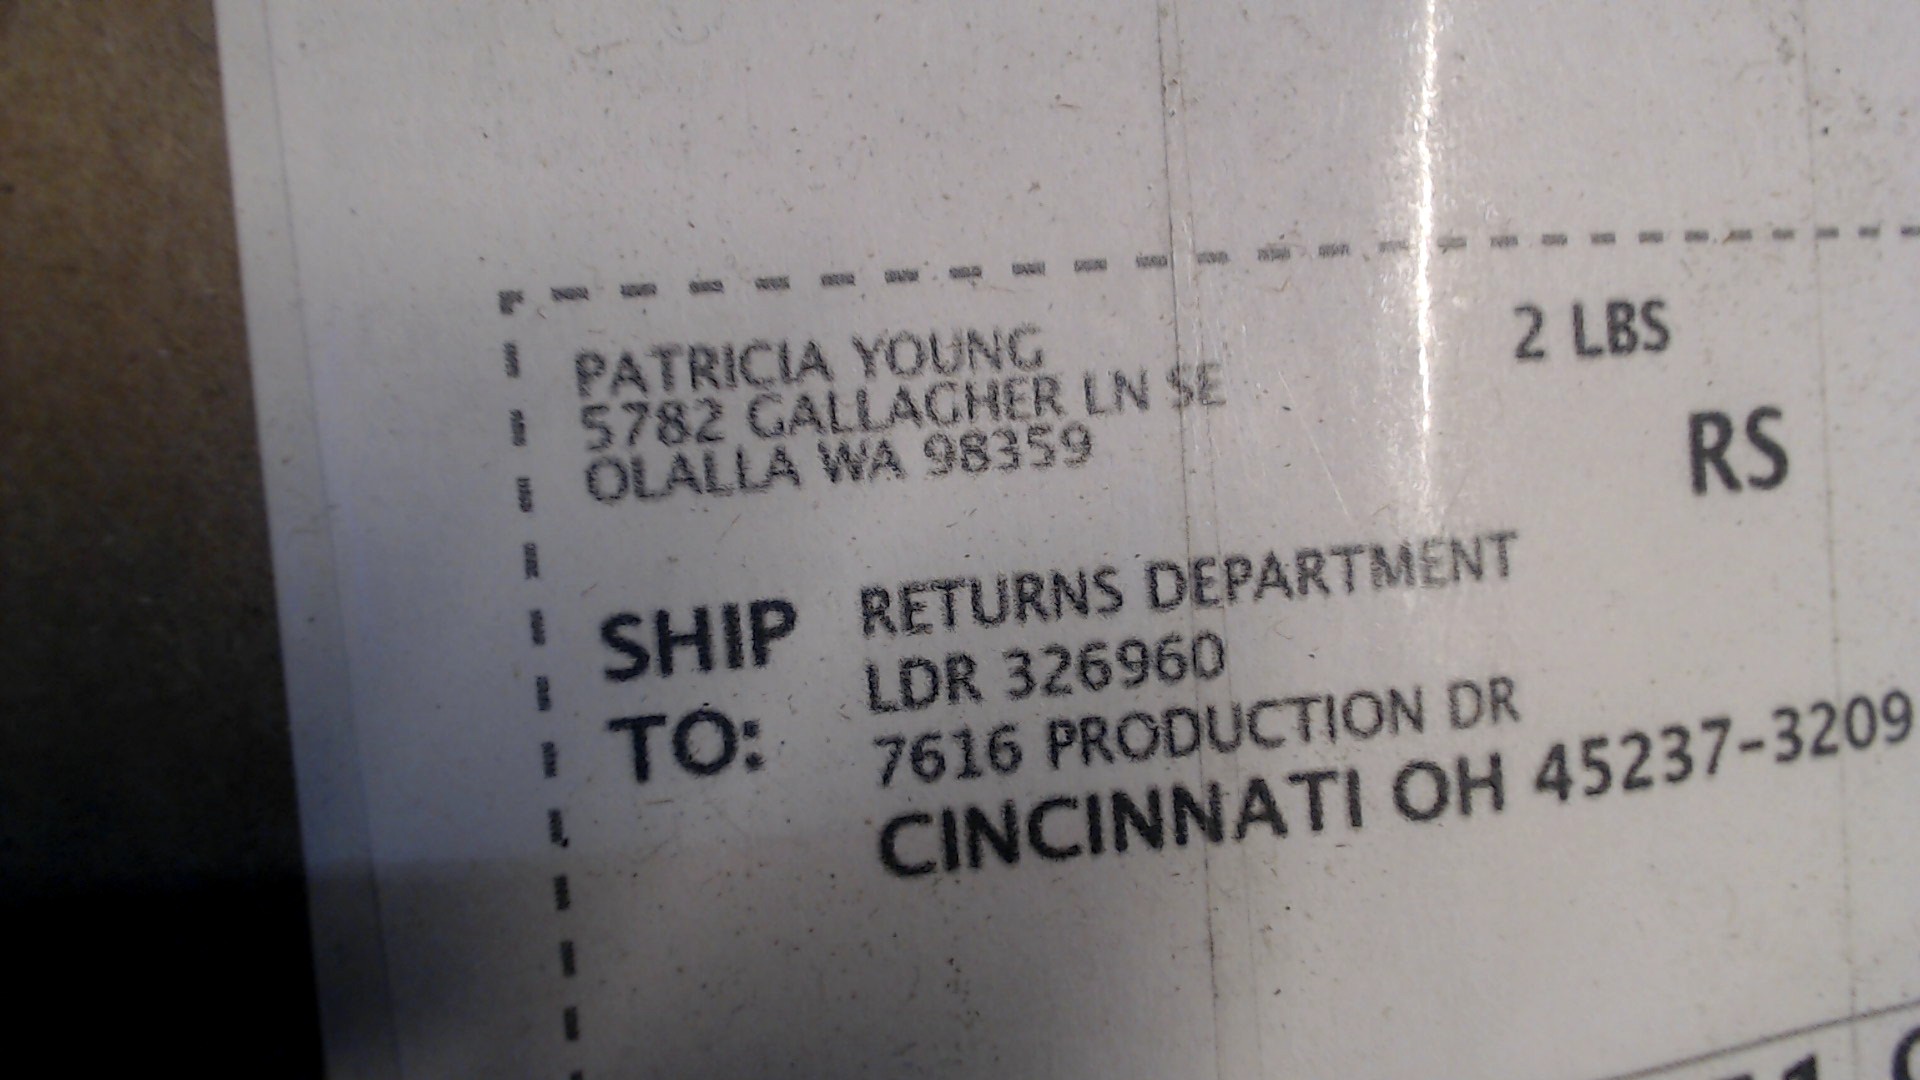 PATRICIA YOUNG
5782 GALLAGHER LN SE
OLALLA WA 98359
2 LBS
RS
SHIP TO:
RETURNS DEPARTMENT
LDR 326960
7616 PRODUCTION DR
CINCINNATI OH 45237-3209